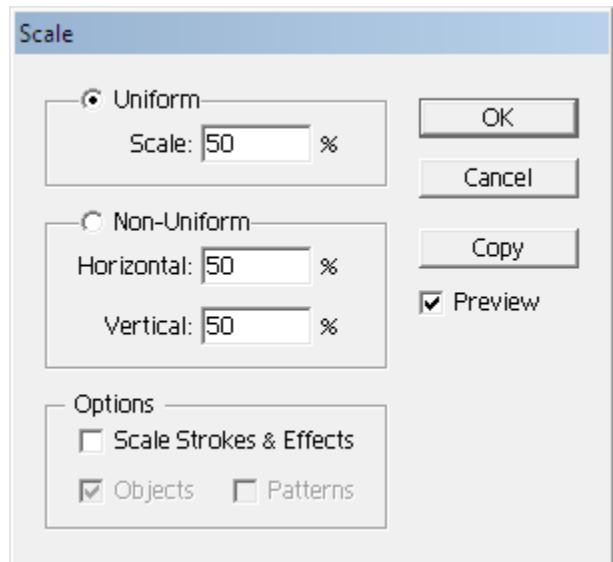 Scale
Uniform
Scale: 50 %
OK
Cancel
Non-Uniform
Horizontal: 50 %
Vertical: 50 %
Copy
Preview
Options
Scale Strokes & Effects
Objects Patterns